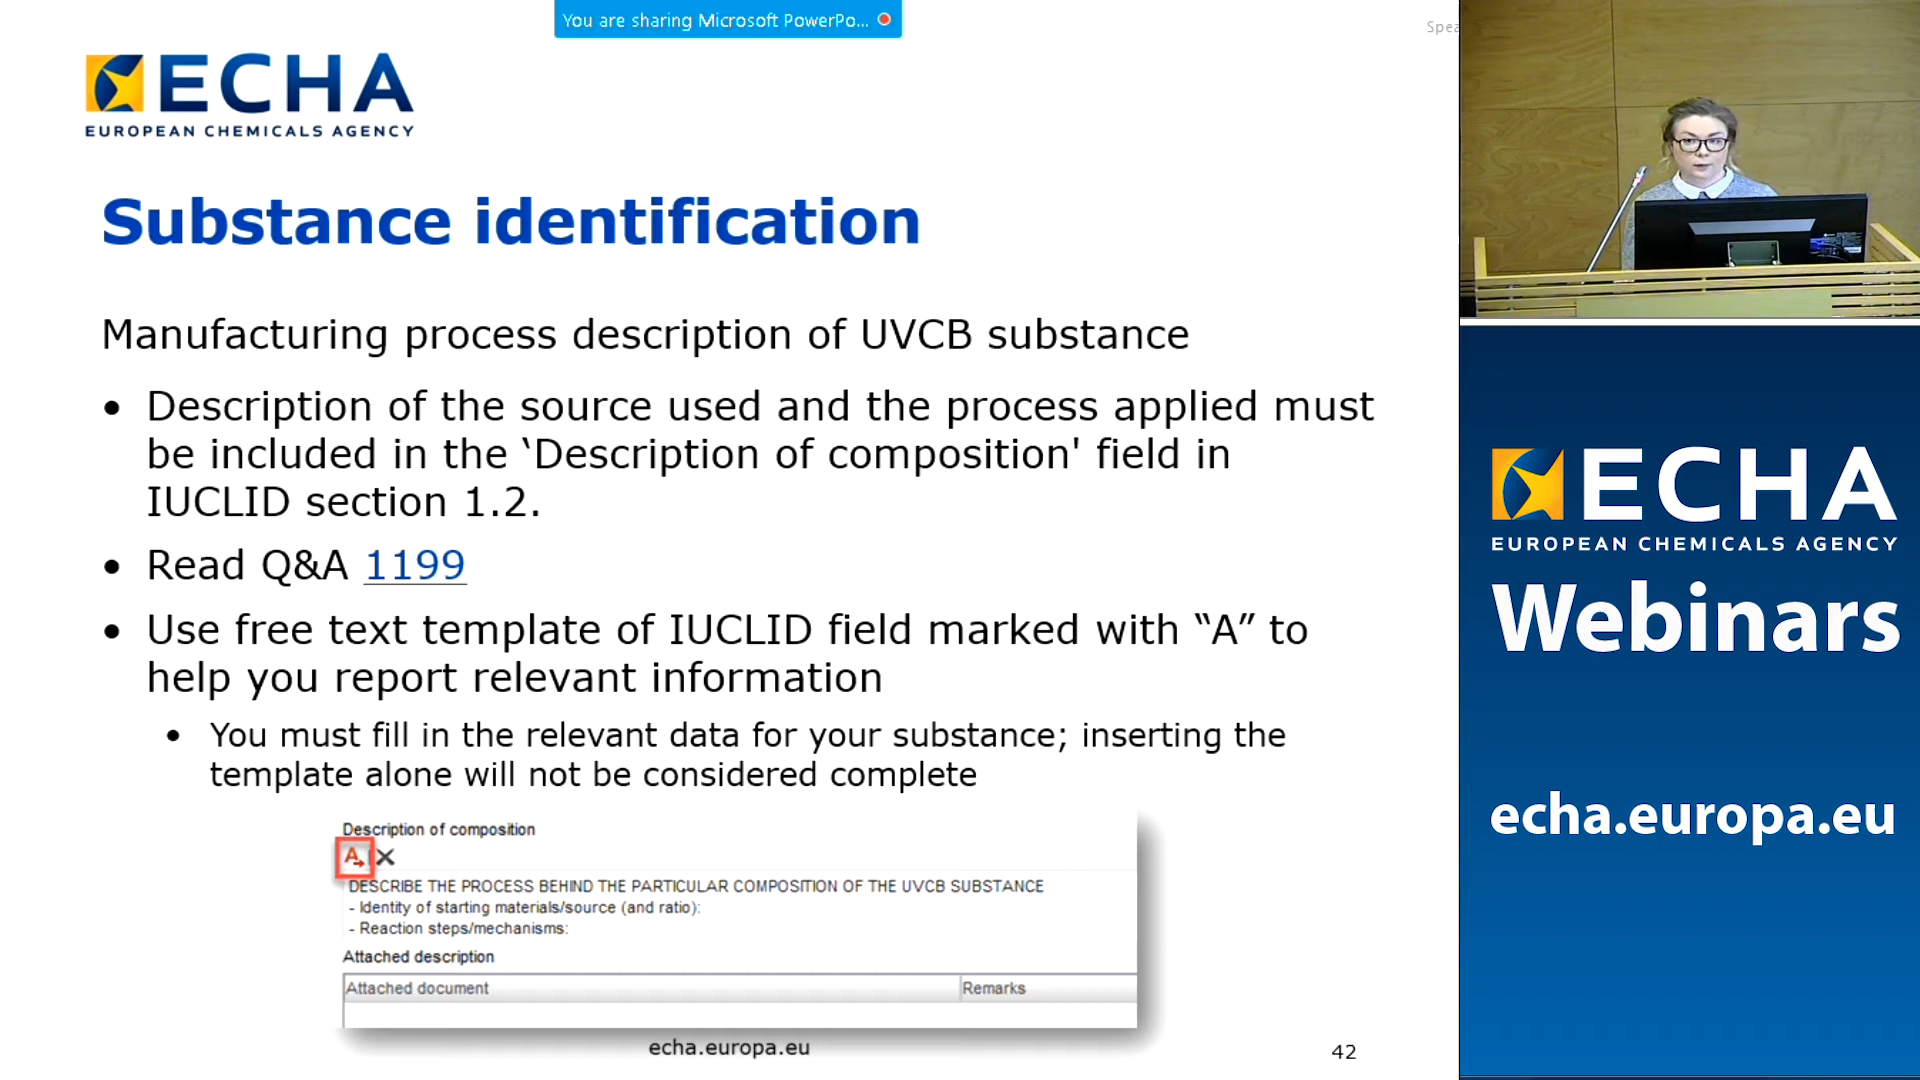 You are sharing Microsoft PowerPo...
Spea
ECHA
EUROPEAN CHEMICALS AGENCY
Substance identification
Manufacturing process description of UVCB substance
• Description of the source used and the process applied must
be included in the ‘Description of composition' field in
IUCLID section 1.2.
• Read Q&A 1199
• Use free text template of IUCLID field marked with “A” to
help you report relevant information
• You must fill in the relevant data for your substance; inserting the
template alone will not be considered complete
Description of composition
A
DESCRIBE THE PROCESS BEHIND THE PARTICULAR COMPOSITION OF THE UVCB SUBSTANCE
- Identity of starting materials/source (and ratio):
- Reaction steps/mechanisms:
Attached description
Attached document Remarks
echa.europa.eu
42
ECHA
EUROPEAN CHEMICALS AGENCY
Webinars
echa.europa.eu